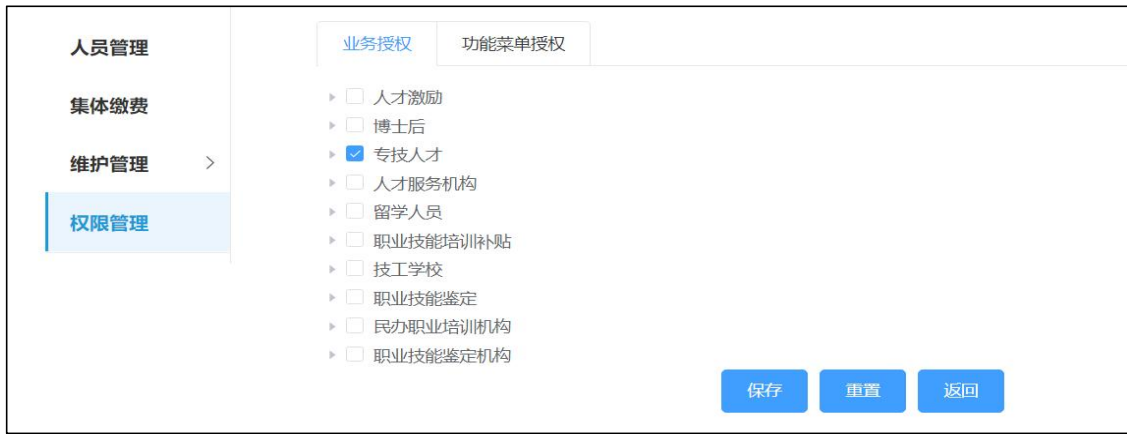 人员管理
集体缴费
维护管理
权限管理
业务授权 功能菜单授权
人才激励
博士后
专技人才
人才服务机构
留学人员
职业技能培训补贴
技工学校
职业技能鉴定
民办职业培训机构
职业技能鉴定机构
保存 重置 返回